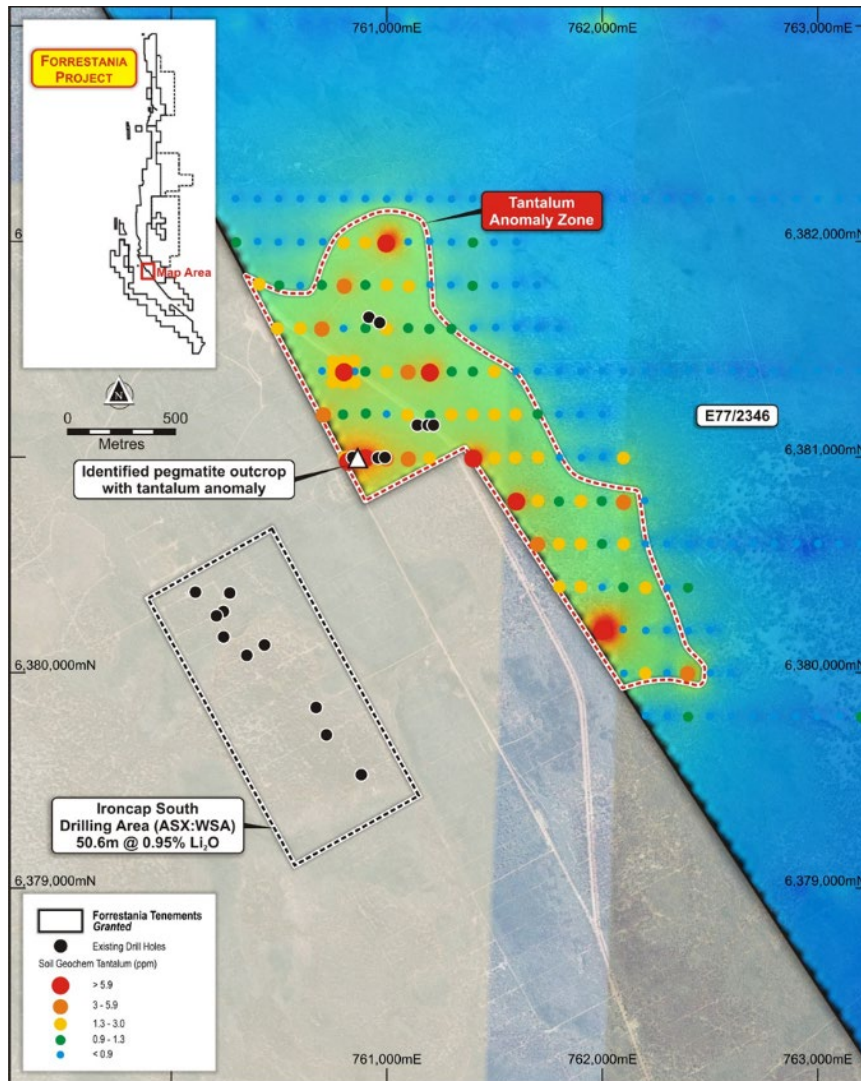 761,000mE
762,000mE
763,000mE
FORRESTANIA
PROJECT
Map Area
N
0 500
Metres
Tantalum
Anomaly Zone
6,382,000mN
E77/2346
6,381,000mN
Identified pegmatite outcrop
with tantalum anomaly
6,380,000mN
6,380,000mN
Ironcap South
Drilling Area (ASX:WSA)
50.6m @ 0.95% Li₂O
6,379,000mN
6,379,000mN
Forrestania Tenements
Granted
Existing Drill Holes
Soil Geochem Tantalum (ppm)
> 5.9
3 - 5.9
1.3 - 3.0
0.9 - 1.3
< 0.9
761,000mE
762,000mE
763,000mE